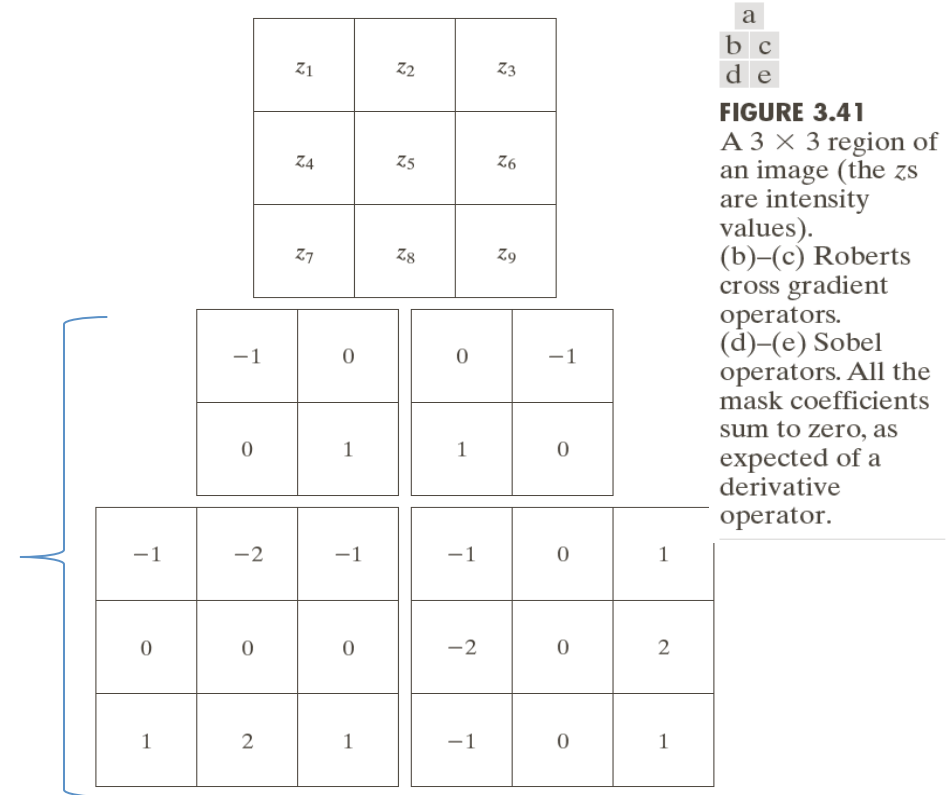 z1 z2 z3
z4 z5 z6
z7 z8 z9
−1 0 0 −1
0 1 1 0
−1 −2 −1 −1 0 1
0 0 0 −2 0 2
1 2 1 −1 0 1
a
b c
d e
FIGURE 3.41
A 3 × 3 region of
an image (the zs
are intensity
values).
(b)–(c) Roberts
cross gradient
operators.
(d)–(e) Sobel
operators. All the
mask coefficients
sum to zero, as
expected of a
derivative
operator.